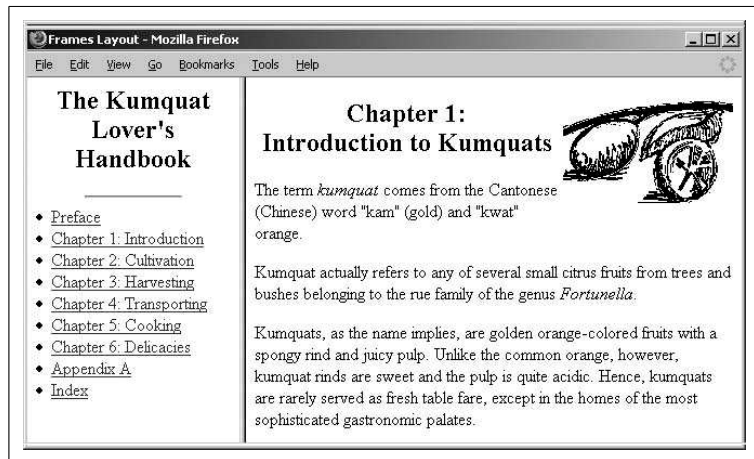 Frames Layout - Mozilla Firefox
File Edit View Go Bookmarks Tools Help
The Kumquat
Lover's
Handbook
Preface
Chapter 1: Introduction
Chapter 2: Cultivation
Chapter 3: Harvesting
Chapter 4: Transporting
Chapter 5: Cooking
Chapter 6: Delicacies
Appendix A
Index
Chapter 1:
Introduction to Kumquats
The term kumquat comes from the Cantonese
(Chinese) word "kam" (gold) and "kwat"
orange.
Kumquat actually refers to any of several small citrus fruits from trees and
bushes belonging to the rue family of the genus Fortunella.
Kumquats, as the name implies, are golden orange-colored fruits with a
spongy rind and juicy pulp. Unlike the common orange, however,
kumquat rinds are sweet and the pulp is quite acidic. Hence, kumquats
are rarely served as fresh table fare, except in the homes of the most
sophisticated gastronomic palates.